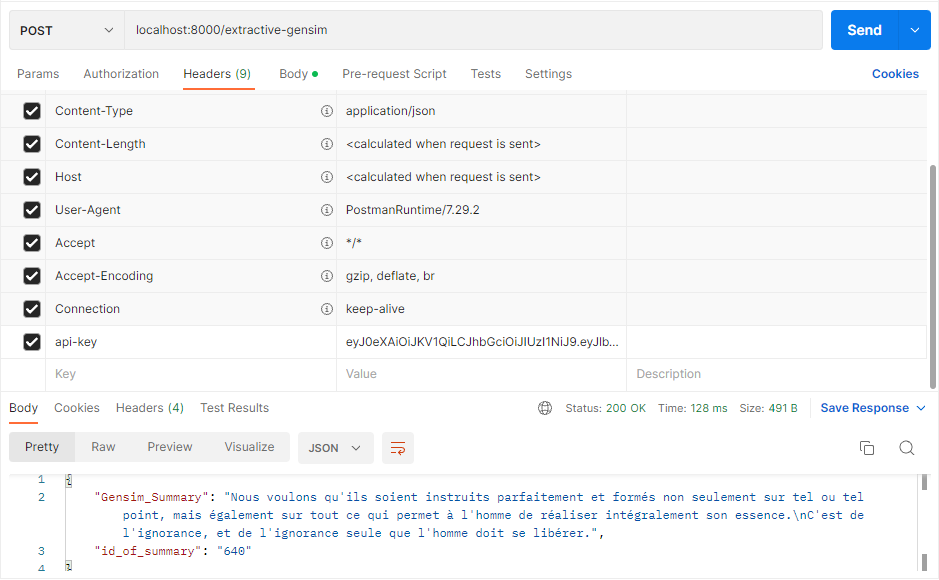 POST localhost:8000/extractive-gensim Send
Params Authorization Headers (9) Body Pre-request Script Tests Settings Cookies
Content-Type application/json
Content-Length <calculated when request is sent>
Host <calculated when request is sent>
User-Agent PostmanRuntime/7.29.2
Accept */*
Accept-Encoding gzip, deflate, br
Connection keep-alive
api-key eyJ0eXAiOiJKV1QiLCJhbGciOiJIUzI1NiJ9.eyJlb...
Key Value Description
Body Cookies Headers (4) Test Results Status: 200 OK Time: 128 ms Size: 491 B Save Response
Pretty Raw Preview Visualize JSON
1 {
2 "Gensim_Summary": "Nous voulons qu'ils soient instruits parfaitement et formés non seulement sur tel ou tel
point, mais également sur tout ce qui permet à l'homme de réaliser intégralement son essence.\nC'est de
l'ignorance, et de l'ignorance seule que l'homme doit se libérer.",
3 "id_of_summary": "640"
4 }